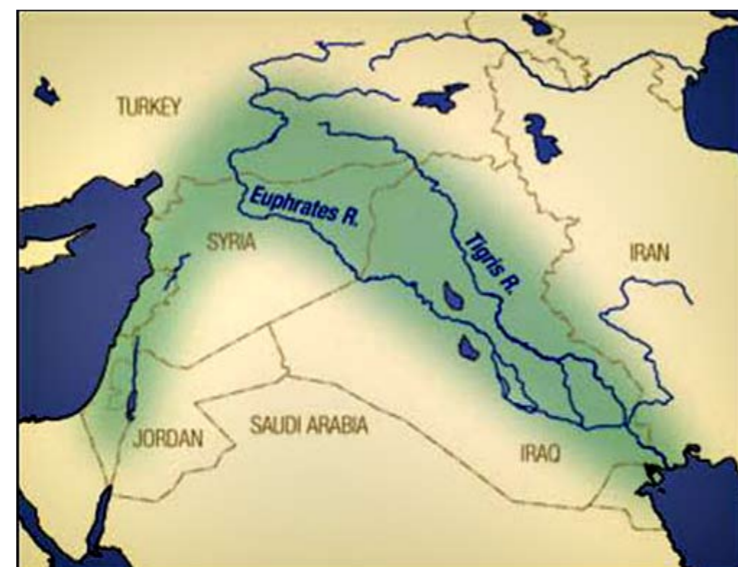 TURKEY
Euphrates R.
SYRIA
Tigris R.
IRAN
JORDAN
SAUDI ARABIA
IRAQ